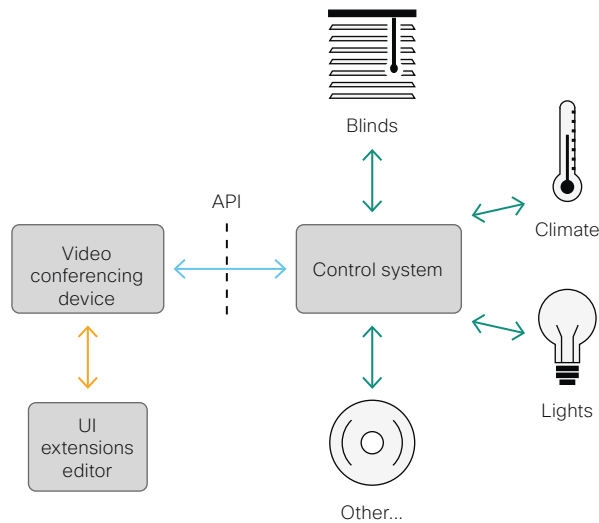 Blinds
Climate
API
Video
conferencing
device
Control system
Lights
UI
extensions
editor
Other...